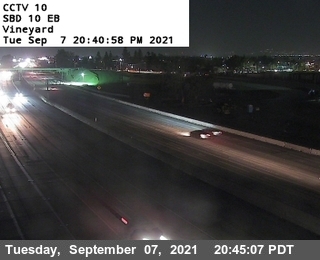 CCTV 10
SBD 10 EB
Vineyard
Tue Sep 7 20:40:58 PM 2021
Tuesday, September 07, 2021 20:45:07 PDT